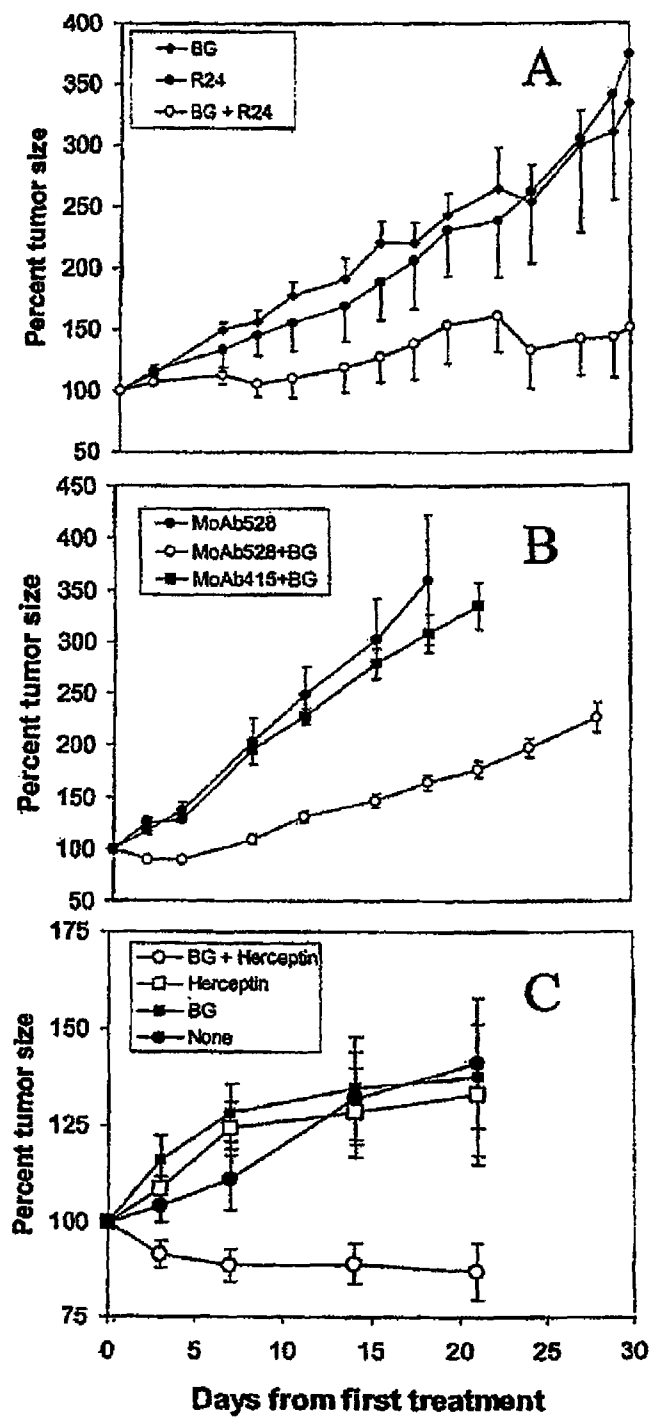 400
350
300
250
200
150
100
50
Percent tumor size
BG
R24
BG + R24
A
450
400
350
300
250
200
150
100
50
Percent tumor size
MoAb528
MoAb528+BG
MoAb415+BG
B
175
150
125
100
75
Percent tumor size
BG + Herceptin
Herceptin
BG
None
C
0 5 10 15 20 25 30
Days from first treatment